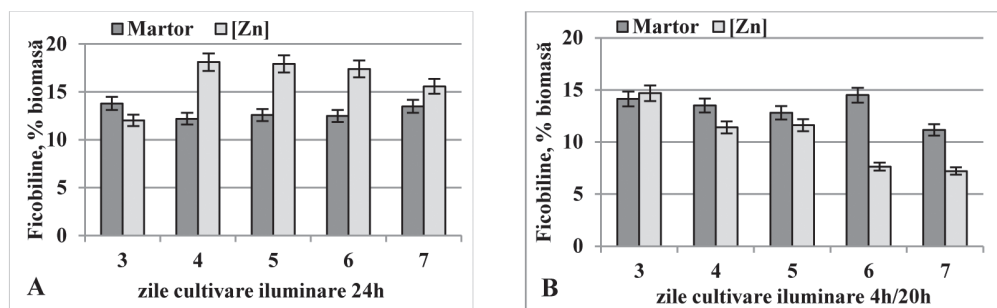 Martor [Zn]
20
15
10
5
0
Ficobiline, % biomasă
3 4 5 6 7
A zile cultivare iluminare 24h
Martor [Zn]
20
15
10
5
0
Ficobiline, % biomasă
3 4 5 6 7
B zile cultivare iluminare 4h/20h